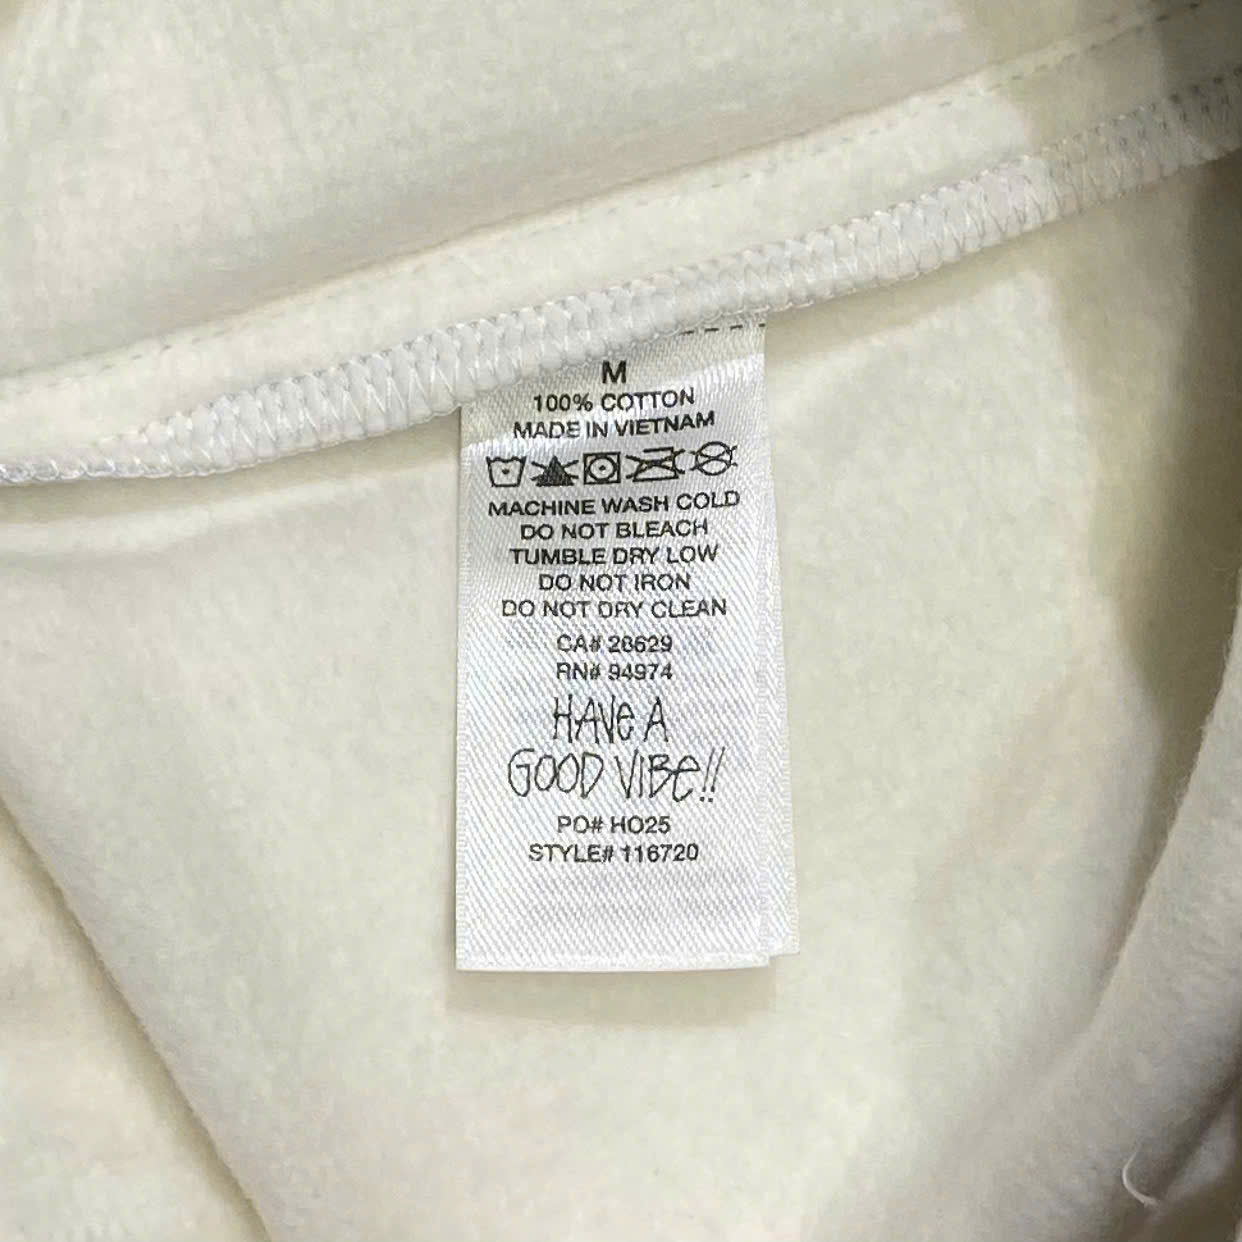 M
100% COTTON
MADE IN VIETNAM
MACHINE WASH COLD
DO NOT BLEACH
TUMBLE DRY LOW
DO NOT IRON
DO NOT DRY CLEAN
CA# 28629
RN# 94974
HAVe A
GOOD VIBe!!
PO# HO25
STYLE# 116720